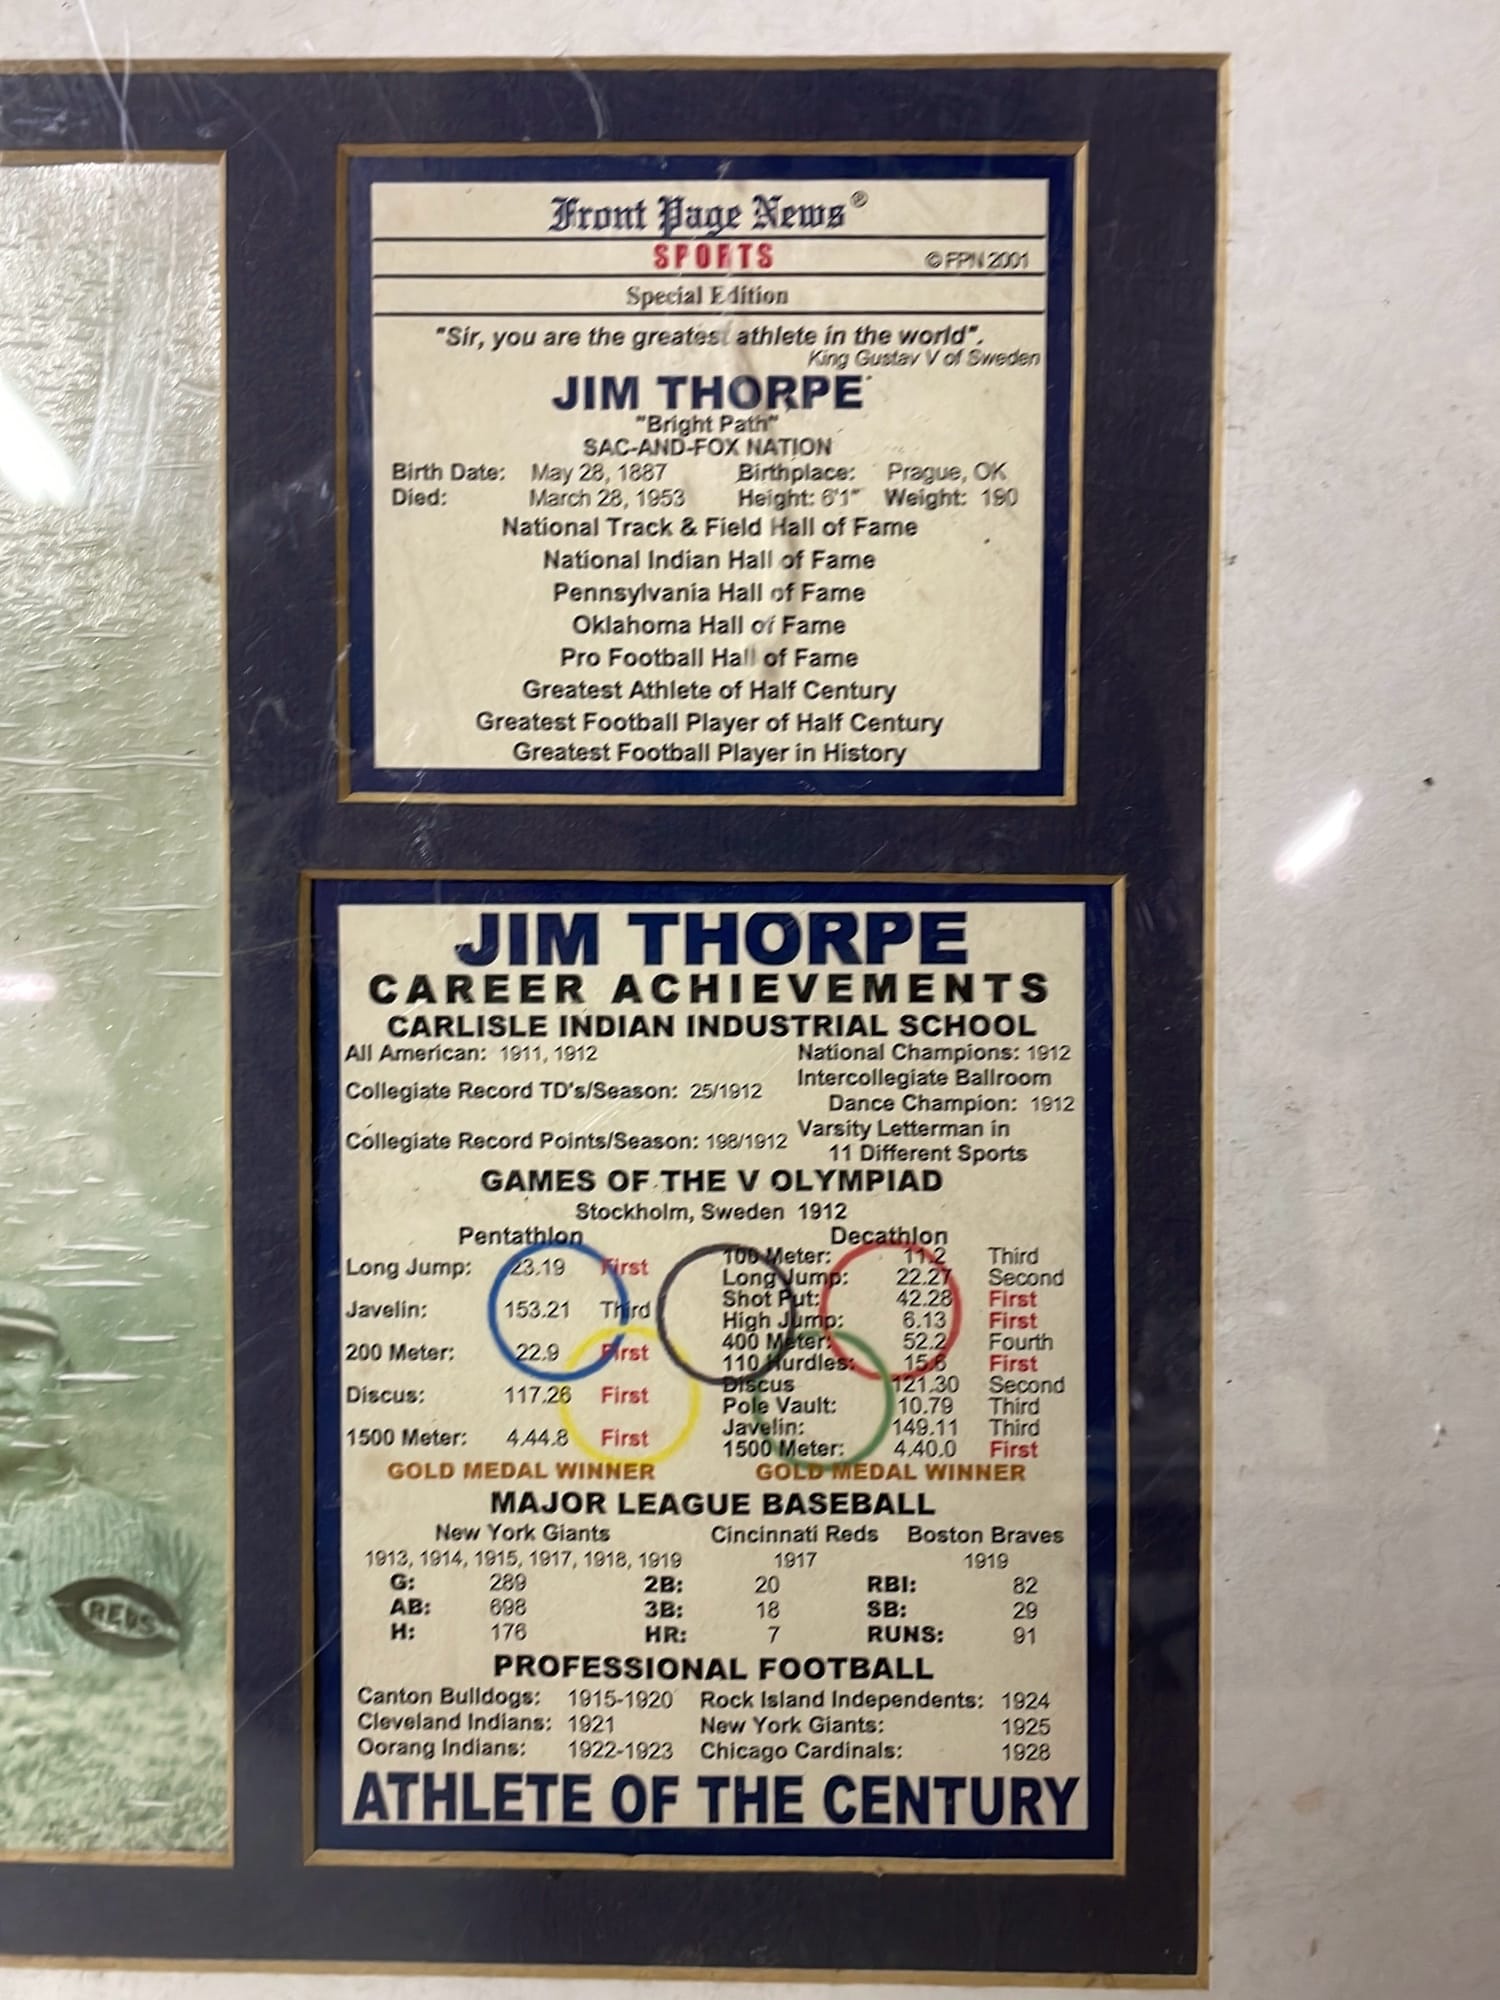 Front Page News®
SPORTS
© FPN 2001
Special Edition
"Sir, you are the greatest athlete in the world".
King Gustav V of Sweden
JIM THORPE
"Bright Path"
SAC-AND-FOX NATION
Birth Date: May 28, 1887 Birthplace: Prague, OK
Died: March 28, 1953 Height: 6'1" Weight: 190
National Track & Field Hall of Fame
National Indian Hall of Fame
Pennsylvania Hall of Fame
Oklahoma Hall of Fame
Pro Football Hall of Fame
Greatest Athlete of Half Century
Greatest Football Player of Half Century
Greatest Football Player in History
JIM THORPE
CAREER ACHIEVEMENTS
CARLISLE INDIAN INDUSTRIAL SCHOOL
All American: 1911, 1912
Collegiate Record TD's/Season: 25/1912
Collegiate Record Points/Season: 198/1912
National Champions: 1912
Intercollegiate Ballroom
Dance Champion: 1912
Varsity Letterman in
11 Different Sports
GAMES OF THE V OLYMPIAD
Stockholm, Sweden 1912
Pentathlon
Long Jump: 23.19 First
Javelin: 153.21 Third
200 Meter: 22.9 First
Discus: 117.26 First
1500 Meter: 4.44.8 First
GOLD MEDAL WINNER
Decathlon
100 Meter: 11.2 Third
Long Jump: 22.27 Second
Shot Put: 42.28 First
High Jump: 6.13 First
400 Meter: 52.2 Fourth
110 Hurdles: 15.6 First
Discus 121.30 Second
Pole Vault: 10.79 Third
Javelin: 149.11 Third
1500 Meter: 4.40.0 First
GOLD MEDAL WINNER
MAJOR LEAGUE BASEBALL
New York Giants Cincinnati Reds Boston Braves
1913, 1914, 1915, 1917, 1918, 1919 1917 1919
G: 289 2B: 20 RBI: 82
AB: 698 3B: 18 SB: 29
H: 176 HR: 7 RUNS: 91
PROFESSIONAL FOOTBALL
Canton Bulldogs: 1915-1920 Rock Island Independents: 1924
Cleveland Indians: 1921 New York Giants: 1925
Oorang Indians: 1922-1923 Chicago Cardinals: 1928
ATHLETE OF THE CENTURY
REDS